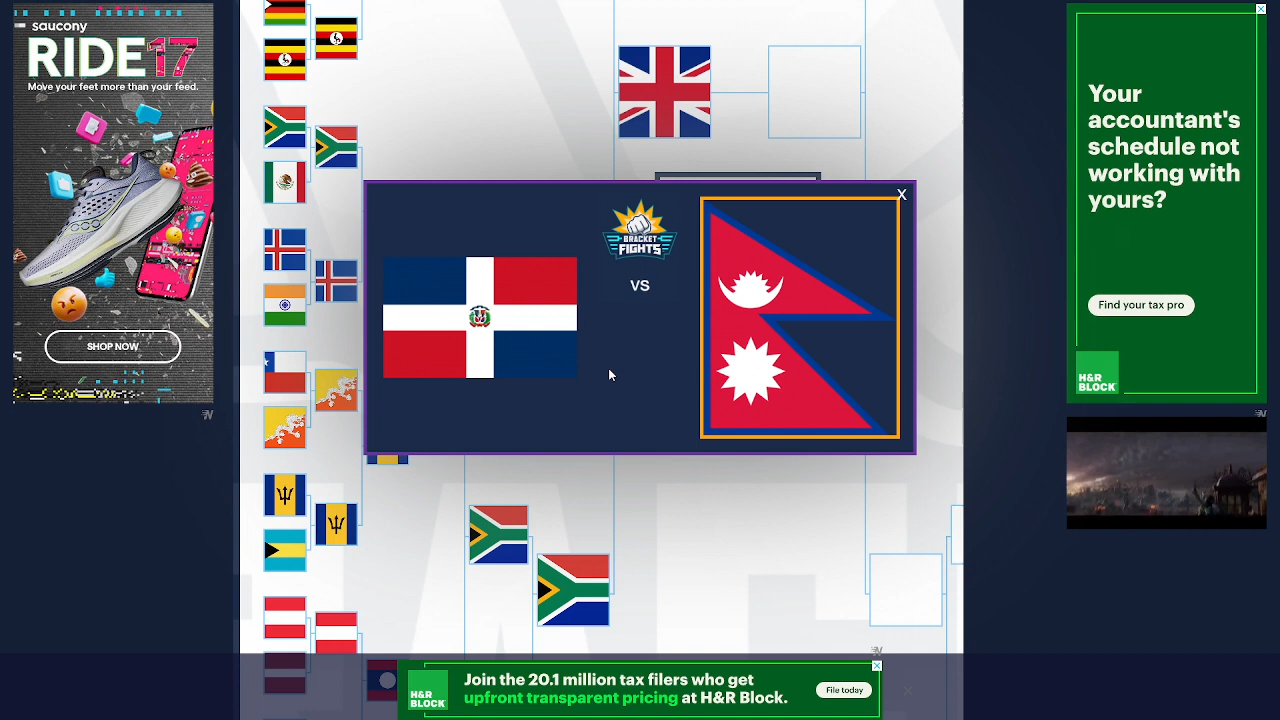 saucony
RIDE17
Move your feet more than your feed.
SHOP NOW
X
BRACKET
FIGHTS
VS
Your
accountant's
schedule not
working with
yours?
Find your tax pro
H&R
BLOCK
H&R
BLOCK
Join the 20.1 million tax filers who get
upfront transparent pricing at H&R Block.
File today
X